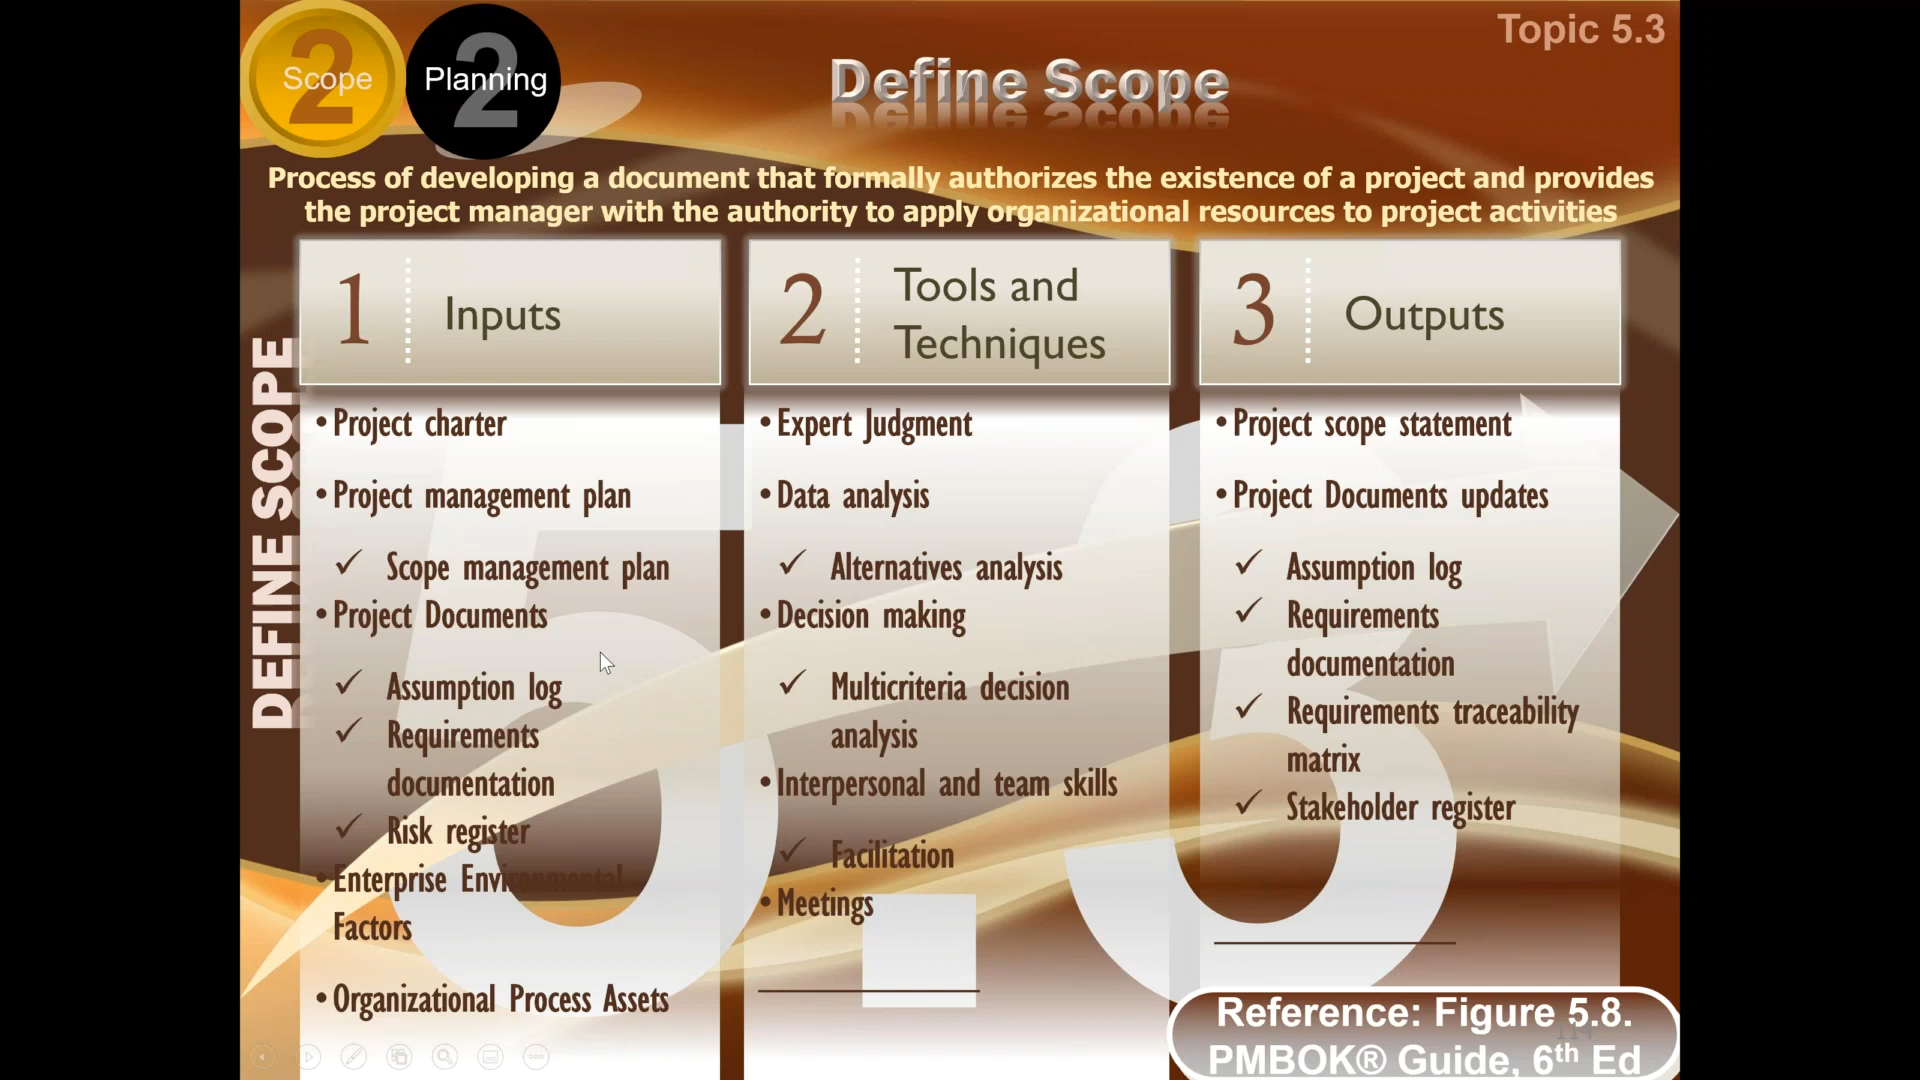 Topic 5.3
2
Scope
2
Planning
Define Scope
Process of developing a document that formally authorizes the existence of a project and provides
the project manager with the authority to apply organizational resources to project activities
DEFINE SCOPE
1
Inputs
•Project charter
•Project management plan
✓ Scope management plan
•Project Documents
✓ Assumption log
✓ Requirements
documentation
✓ Risk register
•Enterprise Environmental
Factors
•Organizational Process Assets
2
Tools and
Techniques
•Expert Judgment
•Data analysis
✓ Alternatives analysis
•Decision making
✓ Multicriteria decision
analysis
•Interpersonal and team skills
✓ Facilitation
•Meetings
3
Outputs
•Project scope statement
•Project Documents updates
✓ Assumption log
✓ Requirements
documentation
✓ Requirements traceability
matrix
✓ Stakeholder register
5.3
Reference: Figure 5.8.
PMBOK® Guide, 6th Ed